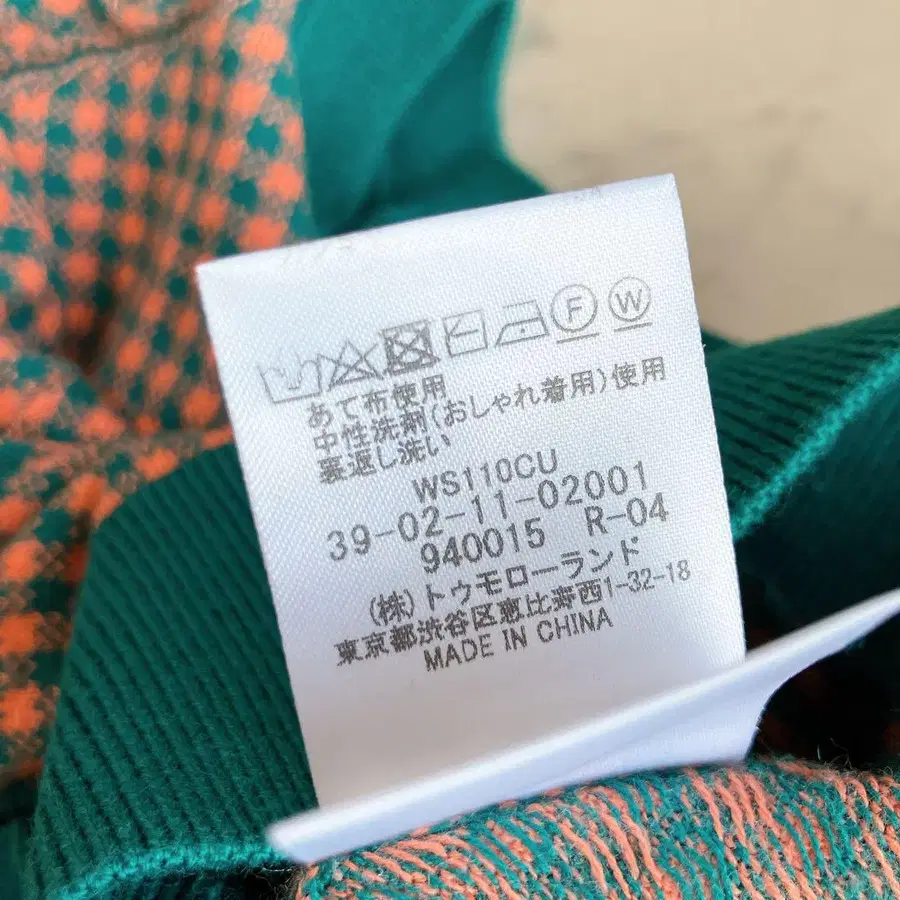 F W
あて布使用
中性洗剤(おしゃれ着用)使用
裏返し洗い
WS110CU
39-02-11-02001
940015 R-04
(株)トゥモローランド
東京都渋谷区恵比寿西1-32-18
MADE IN CHINA